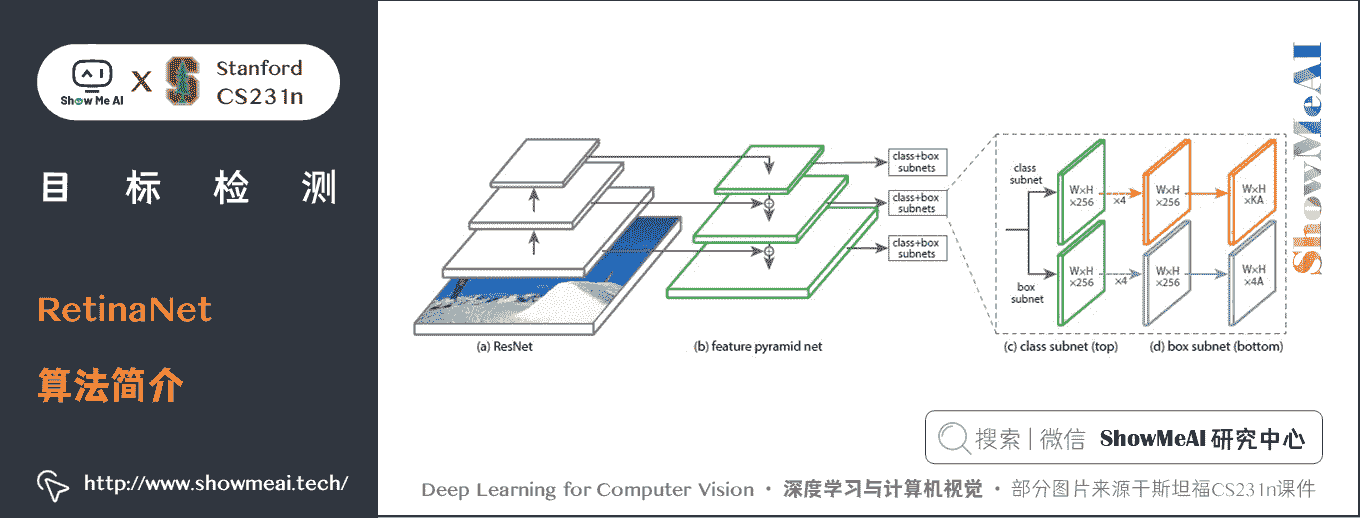 Show Me AI
X
Stanford
CS231n
目 标 检 测
RetinaNet
算法简介
http://www.showmeai.tech/
class+box
subnets
class+box
subnets
class+box
subnets
(a) ResNet
(b) feature pyramid net
class
subnet
W×H
×256
×4
W×H
×256
W×H
×KA
box
subnet
W×H
×256
×4
W×H
×256
W×H
×4A
(c) class subnet (top)
(d) box subnet (bottom)
ShowMeAI
搜索 | 微信 ShowMeAI 研究中心
Deep Learning for Computer Vision · 深度学习与计算机视觉 · 部分图片来源于斯坦福CS231n课件